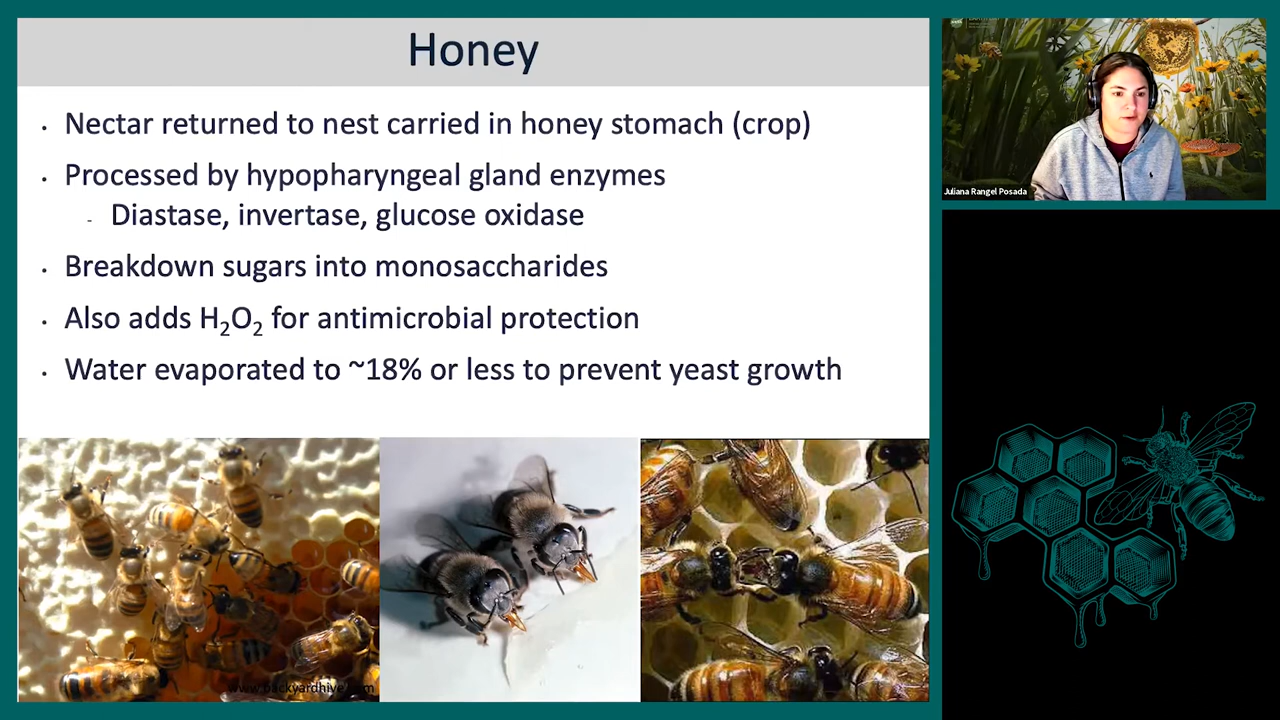 Honey
• Nectar returned to nest carried in honey stomach (crop)
• Processed by hypopharyngeal gland enzymes
- Diastase, invertase, glucose oxidase
• Breakdown sugars into monosaccharides
• Also adds H₂O₂ for antimicrobial protection
• Water evaporated to ~18% or less to prevent yeast growth
www.backyardhive.com
Juliana Rangel Posada